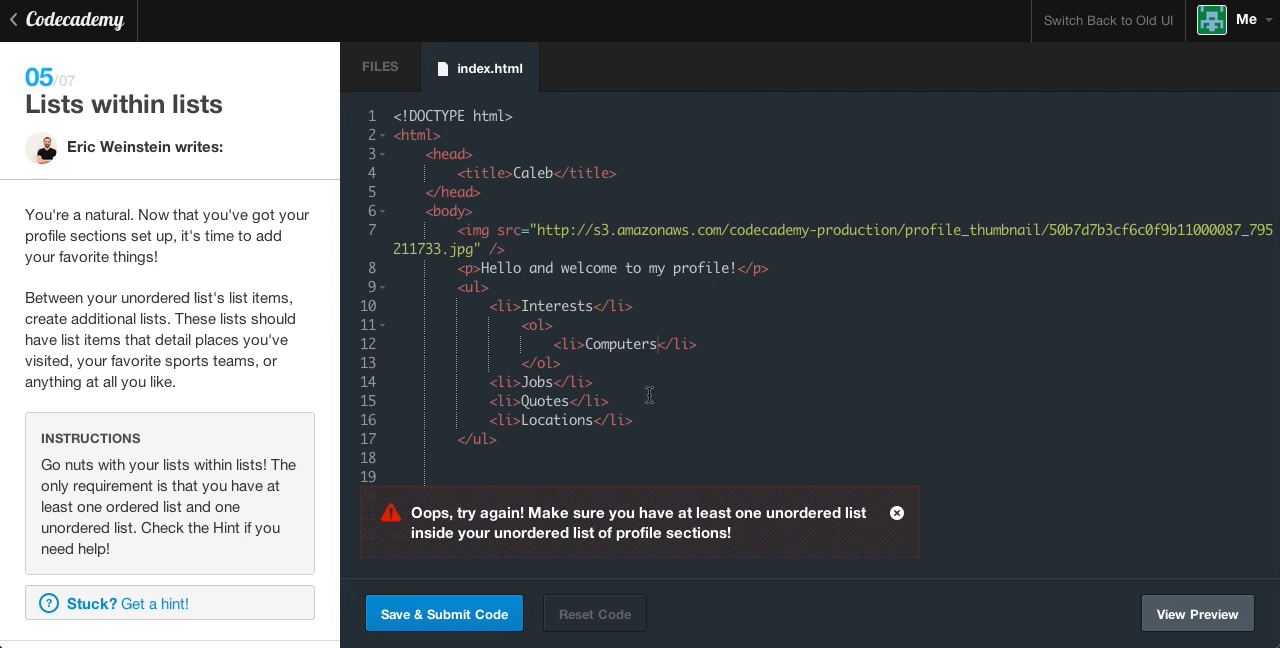 Codecademy
Switch Back to Old UI
Me
05/07
Lists within lists
Eric Weinstein writes:
You're a natural. Now that you've got your
profile sections set up, it's time to add
your favorite things!
Between your unordered list's list items,
create additional lists. These lists should
have list items that detail places you've
visited, your favorite sports teams, or
anything at all you like.
INSTRUCTIONS
Go nuts with your lists within lists! The
only requirement is that you have at
least one ordered list and one
unordered list. Check the Hint if you
need help!
? Stuck? Get a hint!
FILES
index.html
1 <!DOCTYPE html>
2 <html>
3 <head>
4 <title>Caleb</title>
5 </head>
6 <body>
7 <img src="http://s3.amazonaws.com/codecademy-production/profile_thumbnail/50b7d7b3cf6c0f9b11000087_795
211733.jpg" />
8 <p>Hello and welcome to my profile!</p>
9 <ul>
10 <li>Interests</li>
11 <ol>
12 <li>Computers</li>
13 </ol>
14 <li>Jobs</li>
15 <li>Quotes</li>
16 <li>Locations</li>
17 </ul>
18
19
Oops, try again! Make sure you have at least one unordered list
inside your unordered list of profile sections!
Save & Submit Code
Reset Code
View Preview